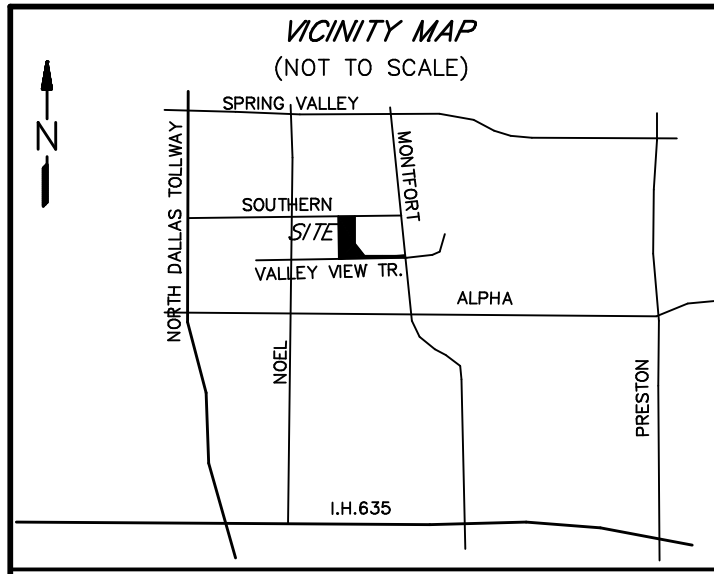 VICINITY MAP
(NOT TO SCALE)
N
SPRING VALLEY
NORTH DALLAS TOLLWAY
MONTFORT
SOUTHERN
SITE
VALLEY VIEW TR.
ALPHA
NOEL
PRESTON
I.H.635